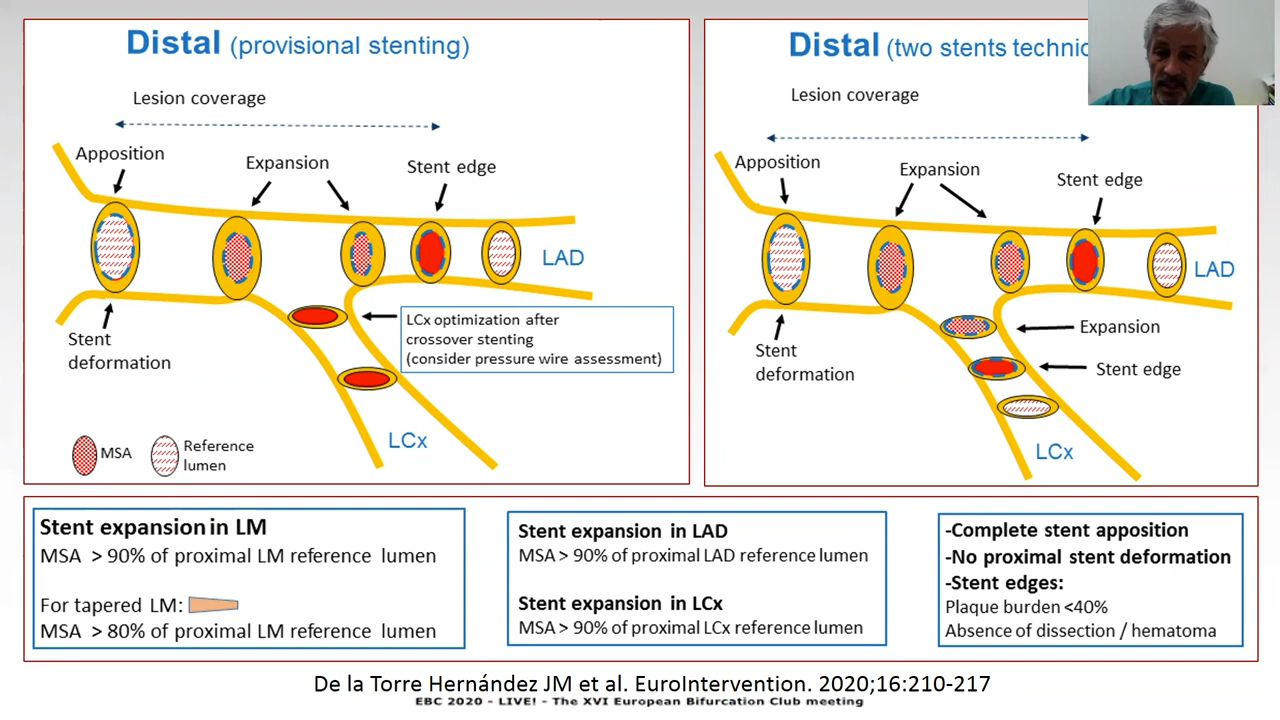 Distal (provisional stenting)
Lesion coverage
Apposition
Expansion
Stent edge
LAD
Stent
deformation
LCx optimization after
crossover stenting
(consider pressure wire assessment)
LCx
MSA
Reference
lumen
Distal (two stents
Lesion coverage
Apposition
Expansion
Stent edge
LAD
Expansion
Stent edge
Stent
deformation
LCx
Stent expansion in LM
MSA > 90% of proximal LM reference lumen
For tapered LM:
MSA > 80% of proximal LM reference lumen
Stent expansion in LAD
MSA > 90% of proximal LAD reference lumen
Stent expansion in LCx
MSA > 90% of proximal LCx reference lumen
-Complete stent apposition
-No proximal stent deformation
-Stent edges:
Plaque burden <40%
Absence of dissection / hematoma
De la Torre Hernández JM et al. EuroIntervention. 2020;16:210-217
EBC 2020 - LIVE! - The XVI European Bifurcation Club meeting